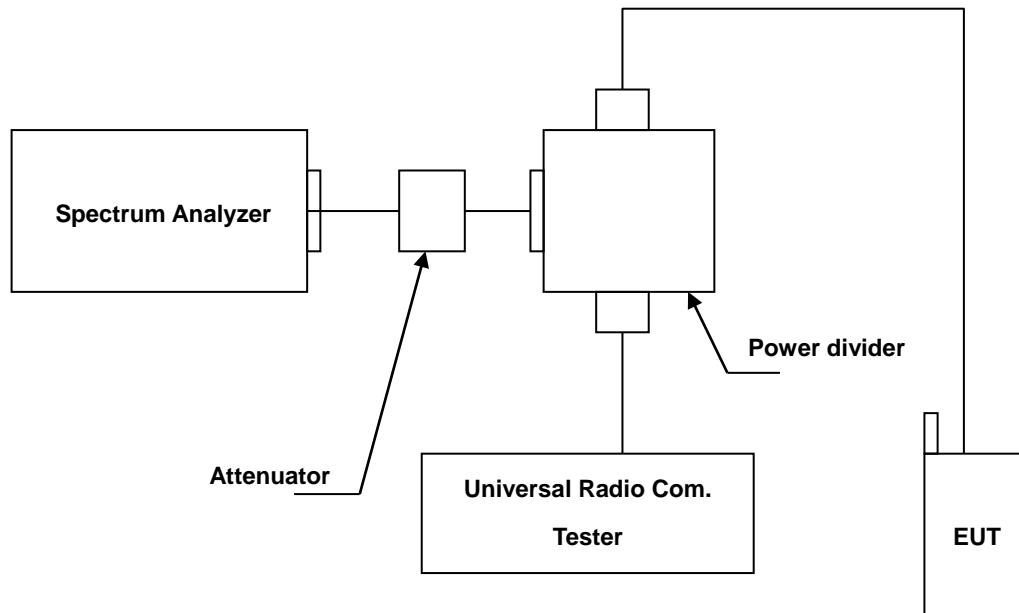 Spectrum Analyzer
Power divider
Attenuator
Universal Radio Com.
Tester
EUT